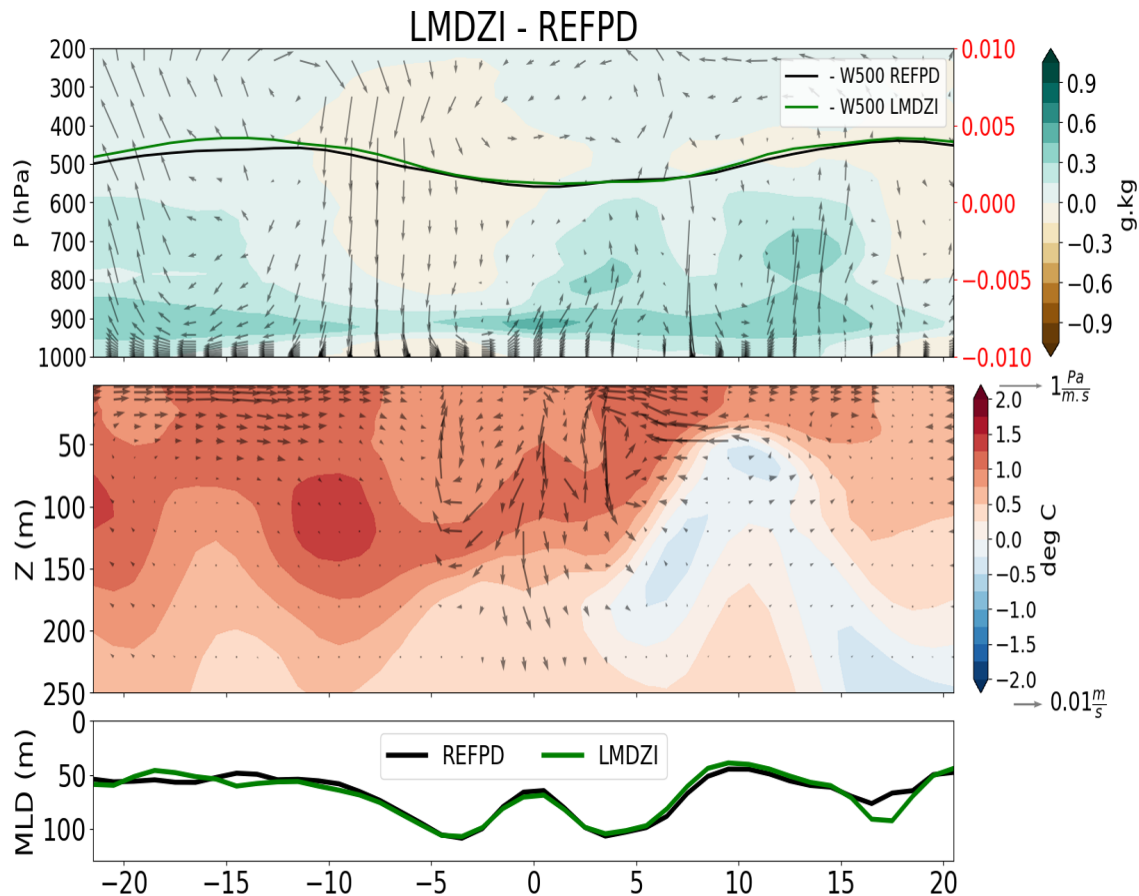 LMDZI - REFPD
200
300
400
500
600
700
800
900
1000
P (hPa)
- W500 REFPD
- W500 LMDZI
0.010
0.005
0.000
−0.005
−0.010
0.9
0.6
0.3
0.0
−0.3
−0.6
−0.9
g.kg
50
100
150
200
250
Z (m)
1 Pa/m.s
2.0
1.5
1.0
0.5
0.0
−0.5
−1.0
−1.5
−2.0
deg C
0.01 m/s
0
50
100
MLD (m)
REFPD
LMDZI
−20 −15 −10 −5 0 5 10 15 20